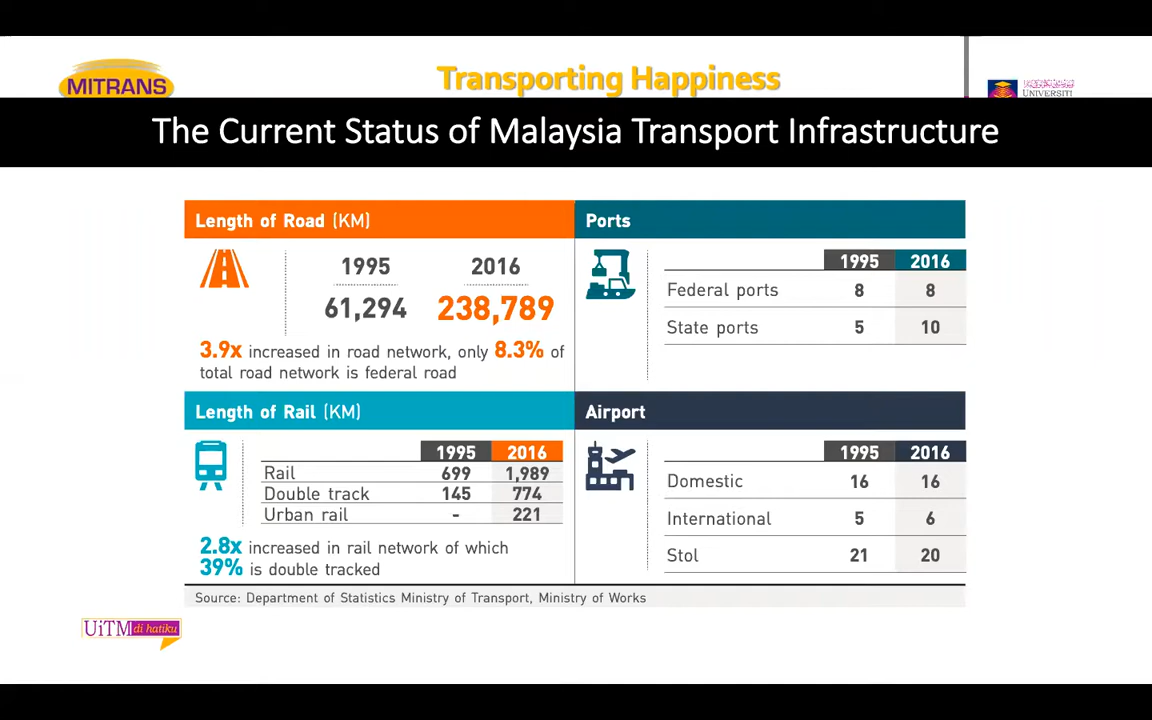 MITRANS
Transporting Happiness
UNIVERSITI
The Current Status of Malaysia Transport Infrastructure
Length of Road (KM)
1995 2016
61,294 238,789
3.9x increased in road network, only 8.3% of
total road network is federal road
Ports
1995 2016
Federal ports 8 8
State ports 5 10
Length of Rail (KM)
1995 2016
Rail 699 1,989
Double track 145 774
Urban rail - 221
2.8x increased in rail network of which
39% is double tracked
Airport
1995 2016
Domestic 16 16
International 5 6
Stol 21 20
Source: Department of Statistics Ministry of Transport, Ministry of Works
UiTM di hatiku